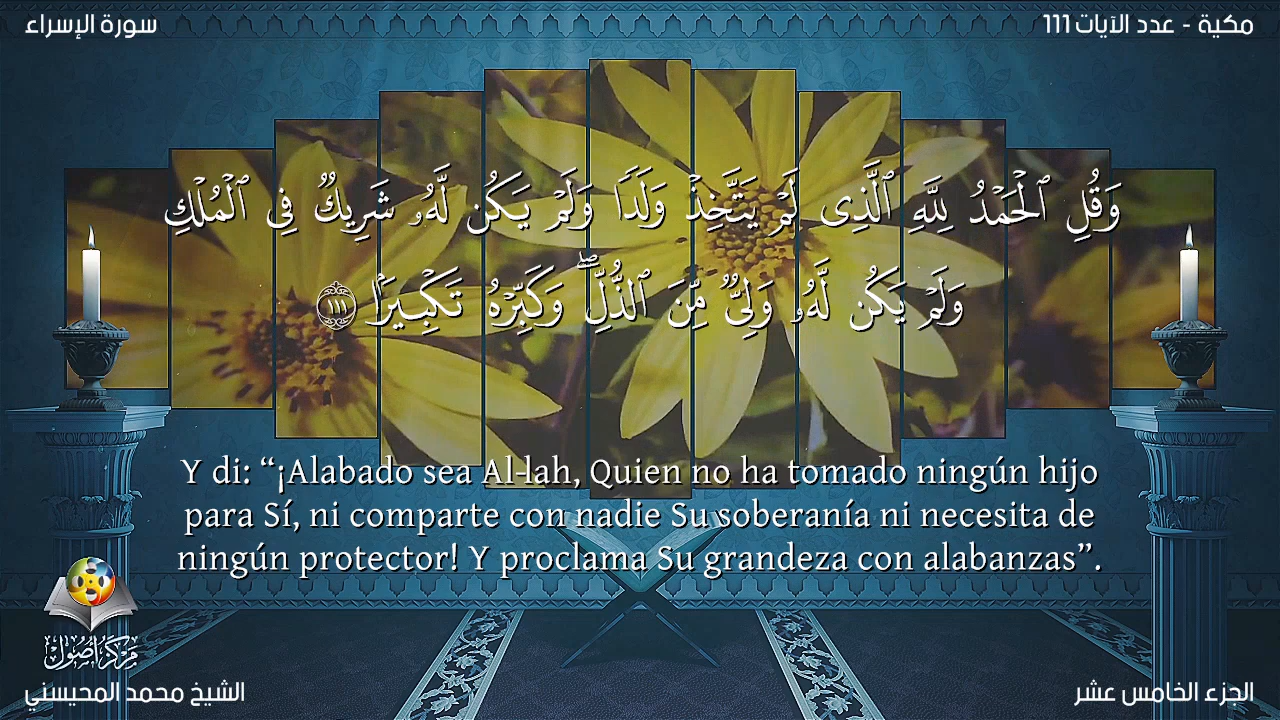 سورة الإسراء
مكية - عدد الآيات 111
وَقُلِ ٱلْحَمْدُ لِلَّهِ ٱلَّذِى لَمْ يَتَّخِذْ وَلَدًا وَلَمْ يَكُن لَّهُۥ شَرِيكٌ فِى ٱلْمُلْكِ
وَلَمْ يَكُن لَّهُۥ وَلِىٌّ مِّنَ ٱلذُّلِّ ۖ وَكَبِّرْهُ تَكْبِيرًۢا ١١١
Y di: “¡Alabado sea Al-lah, Quien no ha tomado ningún hijo
para Sí, ni comparte con nadie Su soberanía ni necesita de
ningún protector! Y proclama Su grandeza con alabanzas”.
مركز أصول
الشيخ محمد المحيسني
الجزء الخامس عشر